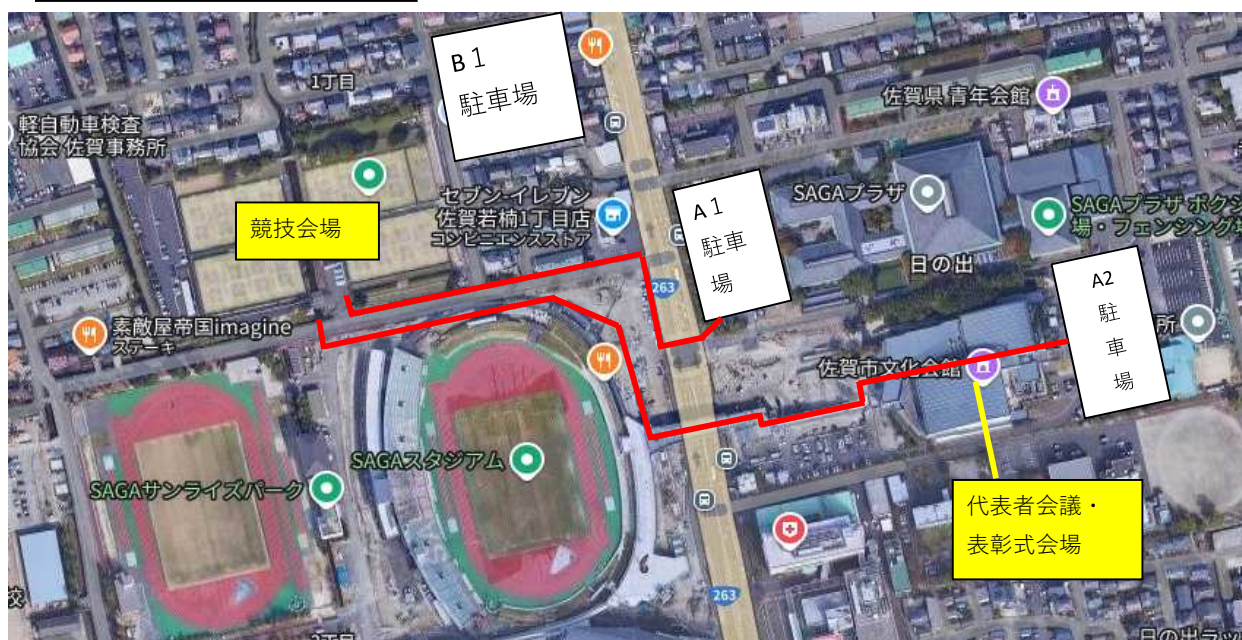 B１
駐車場
1丁目
佐賀県 青年会館
軽自動車検査
協会 佐賀事務所
セブン-イレブン
佐賀若楠1丁目店
コンビニエンスストア
A１
駐車
場
SAGAプラザ
SAGAプラザ ボクシ
場・フェンシング場
競技会場
日の出
A2
駐
車
場
263
所
素敵屋帝国imagine
ステーキ
佐賀市文化会館
SAGAスタジアム
SAGAサンライズパーク
代表者会議・
表彰式会場
263
校